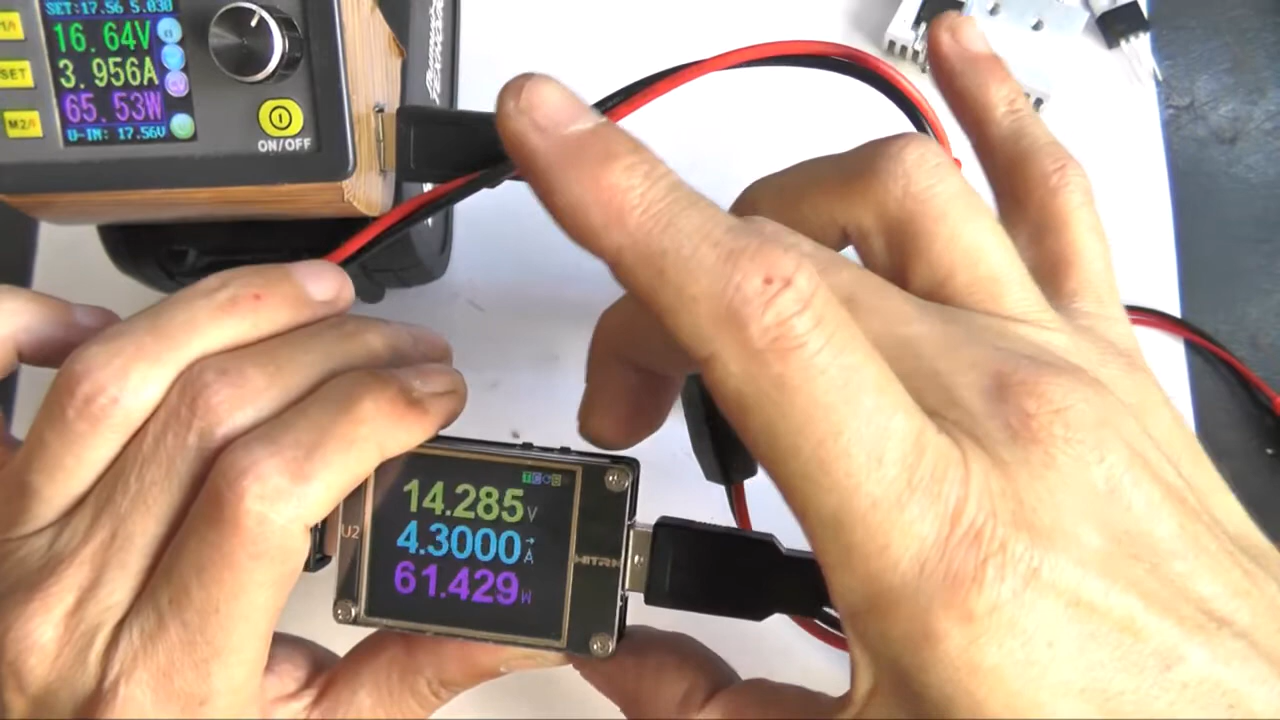 SET:17.56 5.030
M1/
16.64V
SET
3.956A
65.53W
M2/
U-IN: 17.56V
ON/OFF
U2
14.285V
4.3000A
61.429W
WITRN